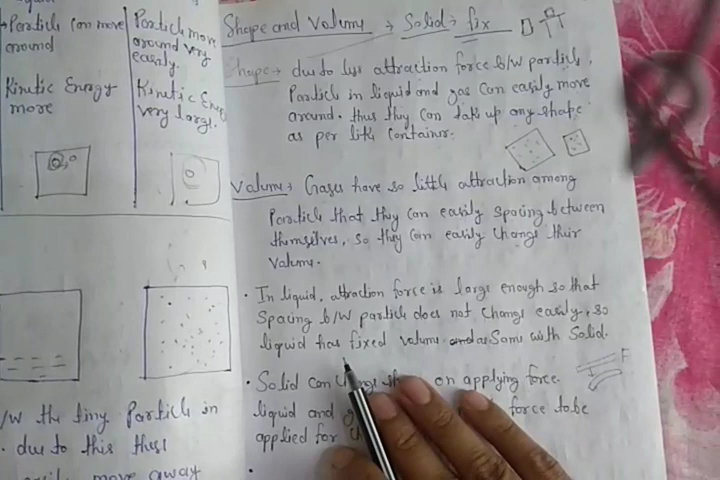 Particle can move
around
Kinetic Energy
more
Particle move
around very
easily.
Kinetic Ene
very large.
/W the tiny Particle in
due to this these
move away
Shape and Volume → Solid → fix
Shape → due to less attraction force b/w particle,
Particle in liquid and gas can easily move
around. thus they can take up any shape
as per like container.
Volume → Gases have so little attraction among
Particle that they can easily spacing between
themselves, so they can easily change their
Volume.
• In liquid, attraction force is large enough so that
Spacing b/w particle does not change easily, so
liquid has fixed volume as same with Solid.
• Solid can on applying force. F
liquid and force to be
applied for